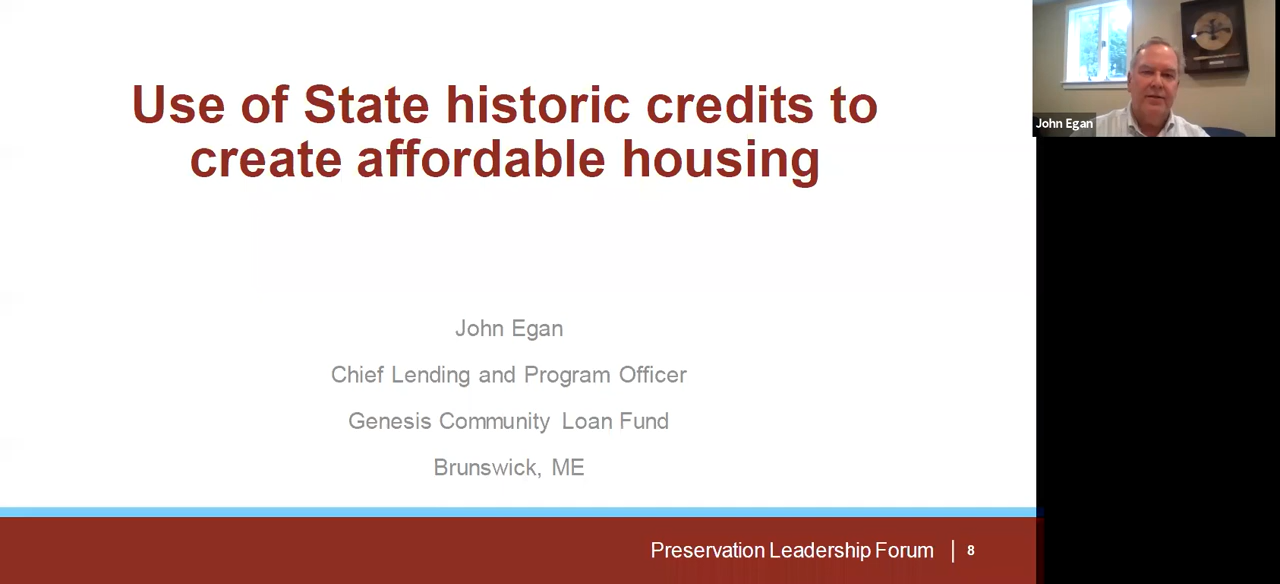 Use of State historic credits to
create affordable housing
John Egan
Chief Lending and Program Officer
Genesis Community Loan Fund
Brunswick, ME
Preservation Leadership Forum | 8
John Egan